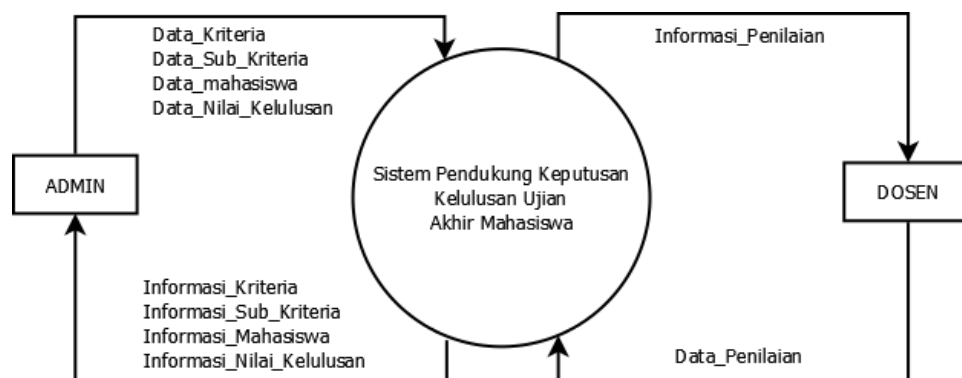 Data_Kriteria
Data_Sub_Kriteria
Data_mahasiswa
Data_Nilai_Kelulusan
Informasi_Penilaian
ADMIN
Sistem Pendukung Keputusan
Kelulusan Ujian
Akhir Mahasiswa
DOSEN
Informasi_Kriteria
Informasi_Sub_Kriteria
Informasi_Mahasiswa
Informasi_Nilai_Kelulusan
Data_Penilaian